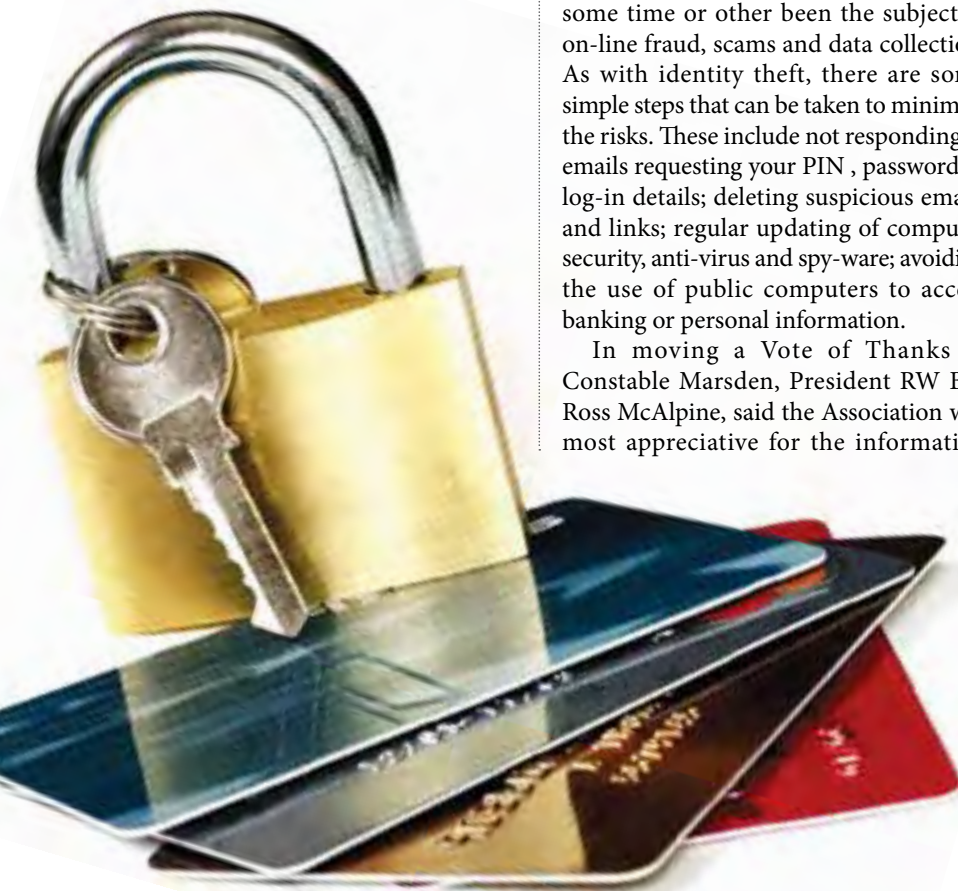 some time or other been the subject
on-line fraud, scams and data collectio
As with identity theft, there are som
simple steps that can be taken to minim
the risks. These include not responding
emails requesting your PIN , password
log-in details; deleting suspicious ema
and links; regular updating of compu
security, anti-virus and spy-ware; avoidi
the use of public computers to acce
banking or personal information.
In moving a Vote of Thanks
Constable Marsden, President RW B
Ross McAlpine, said the Association w
most appreciative for the informati